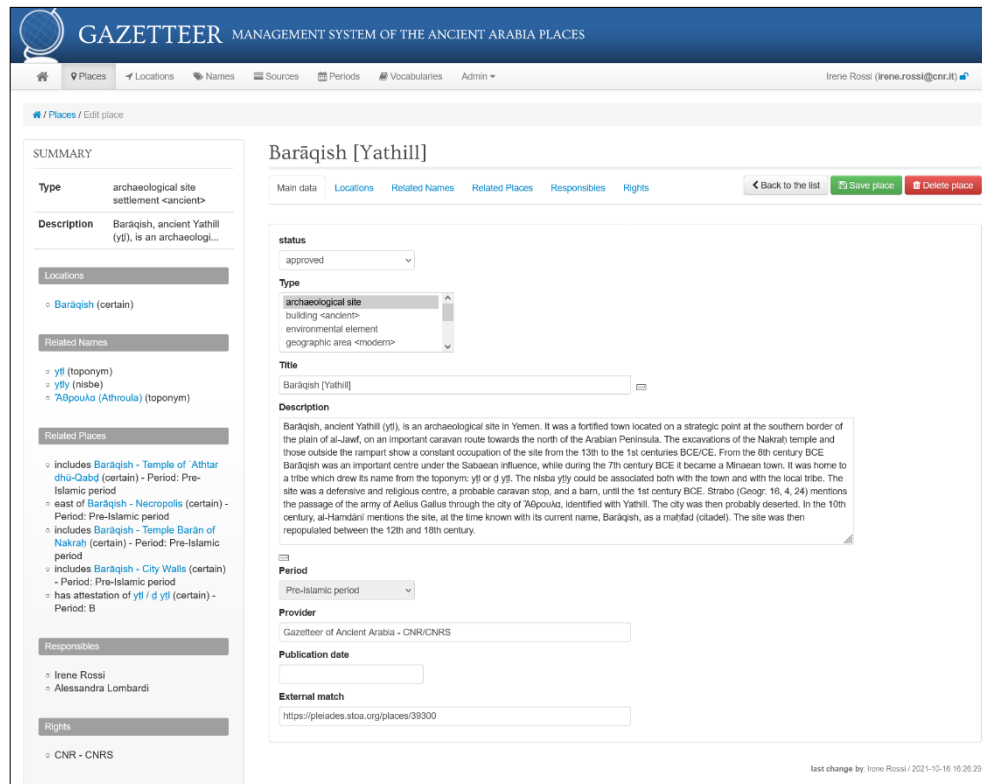 GAZETTEER MANAGEMENT SYSTEM OF THE ANCIENT ARABIA PLACES
Places Locations Names Sources Periods Vocabularies Admin Irene Rossi (irene.rossi@cnr.it)
/ Places / Edit place
SUMMARY
Type archaeological site
settlement <ancient>
Description Barāqish, ancient Yathill
(yṯl), is an archaeologi...
Locations
Barāqish (certain)
Related Names
yṯl (toponym)
yṯly (nisbe)
Ἄθρουλα (Athroula) (toponym)
Related Places
includes Barāqish - Temple of ʿAthtar
dhū-Qabḍ (certain) - Period: Pre-
Islamic period
east of Barāqish - Necropolis (certain) -
Period: Pre-Islamic period
includes Barāqish - Temple Barān of
Nakraḥ (certain) - Period: Pre-Islamic
period
includes Barāqish - City Walls (certain)
- Period: Pre-Islamic period
has attestation of yṯl / ḏ yṯl (certain) -
Period: B
Responsibles
Irene Rossi
Alessandra Lombardi
Rights
CNR - CNRS
Barāqish [Yathill]
Main data Locations Related Names Related Places Responsibles Rights Back to the list Save place Delete place
status
approved
Type
archaeological site
building <ancient>
environmental element
geographic area <modern>
Title
Barāqish [Yathill]
Description
Barāqish, ancient Yathill (yṯl), is an archaeological site in Yemen. It was a fortified town located on a strategic point at the southern border of
the plain of al-Jawf, on an important caravan route towards the north of the Arabian Peninsula. The excavations of the Nakraḥ temple and
those outside the rampart show a constant occupation of the site from the 13th to the 1st centuries BCE/CE. From the 8th century BCE
Barāqish was an important centre under the Sabaean influence, while during the 7th century BCE it became a Minaean town. It was home to
a tribe which drew its name from the toponym: yṯl or ḏ yṯl. The nisba yṯly could be associated both with the town and with the local tribe. The
site was a defensive and religious centre, a probable caravan stop, and a barn, until the 1st century BCE. Strabo (Geogr. 16, 4, 24) mentions
the passage of the army of Aelius Gallus through the city of Ἄθρουλα, identified with Yathill. The city was then probably deserted. In the 10th
century, al-Hamdānī mentions the site, at the time known with its current name, Barāqish, as a maḥfad (citadel). The site was then
repopulated between the 12th and 18th century.
Period
Pre-Islamic period
Provider
Gazetteer of Ancient Arabia - CNR/CNRS
Publication date
External match
https://pleiades.stoa.org/places/39300
last change by: Irene Rossi / 2021-10-16 16:26:29